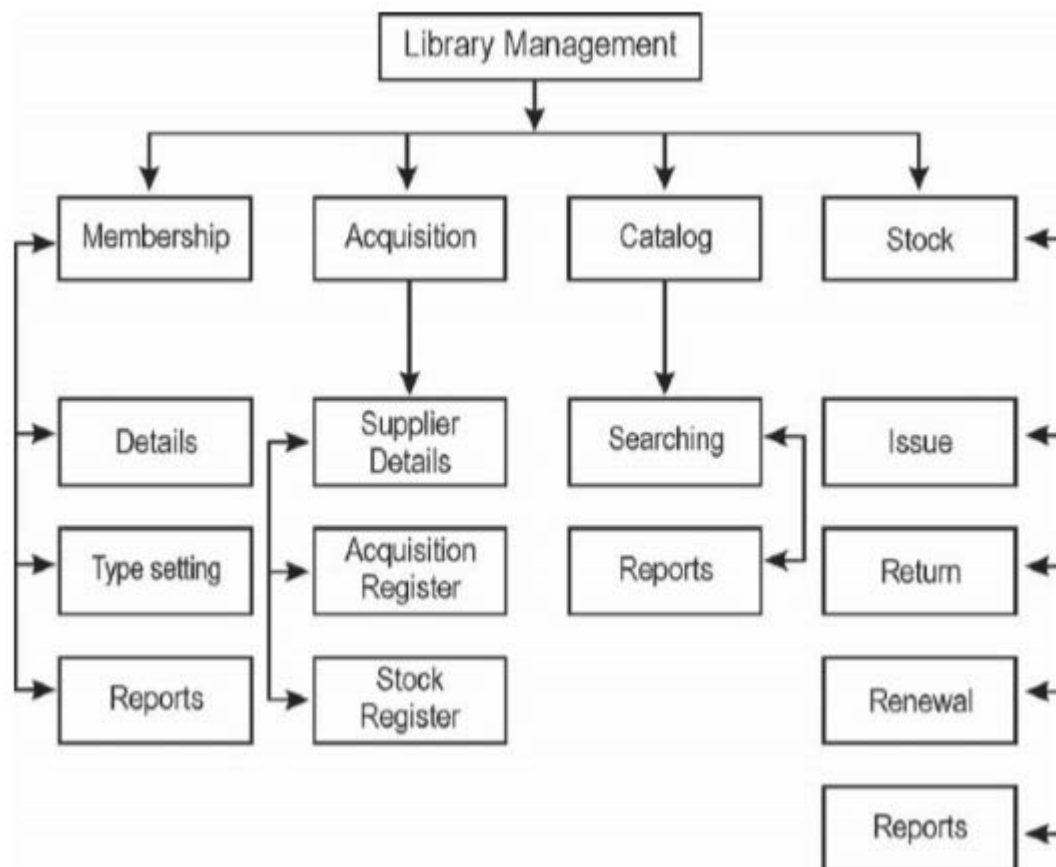 Library Management
Membership
Acquisition
Catalog
Stock
Details
Supplier
Details
Searching
Issue
Type setting
Acquisition
Register
Reports
Return
Reports
Stock
Register
Renewal
Reports